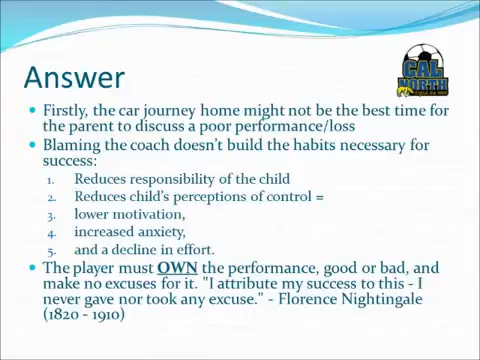 Answer
CAL
NORTH
Firstly, the car journey home might not be the best time for
the parent to discuss a poor performance/loss
Blaming the coach doesn't build the habits necessary for
success:
1. Reduces responsibility of the child
2. Reduces child's perceptions of control =
3. lower motivation,
4. increased anxiety,
5. and a decline in effort.
The player must OWN the performance, good or bad, and
make no excuses for it. "I attribute my success to this - I
never gave nor took any excuse." - Florence Nightingale
(1820 - 1910)